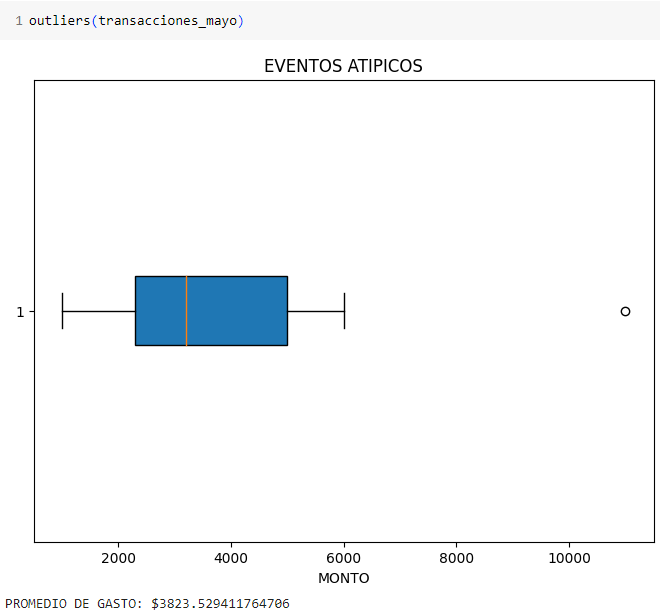 1 outliers(transacciones_mayo)
EVENTOS ATIPICOS
1
2000 4000 6000 8000 10000
MONTO
PROMEDIO DE GASTO: $3823.529411764706